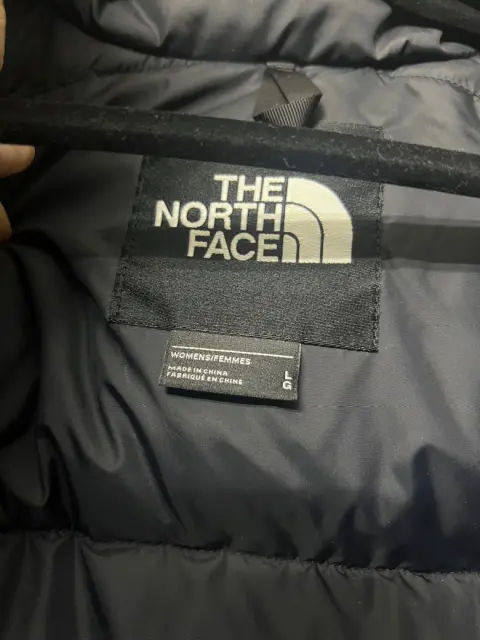 THE
NORTH
FACE
WOMENS/FEMMES
MADE IN CHINA
FABRIQUÉ EN CHINE
L
G